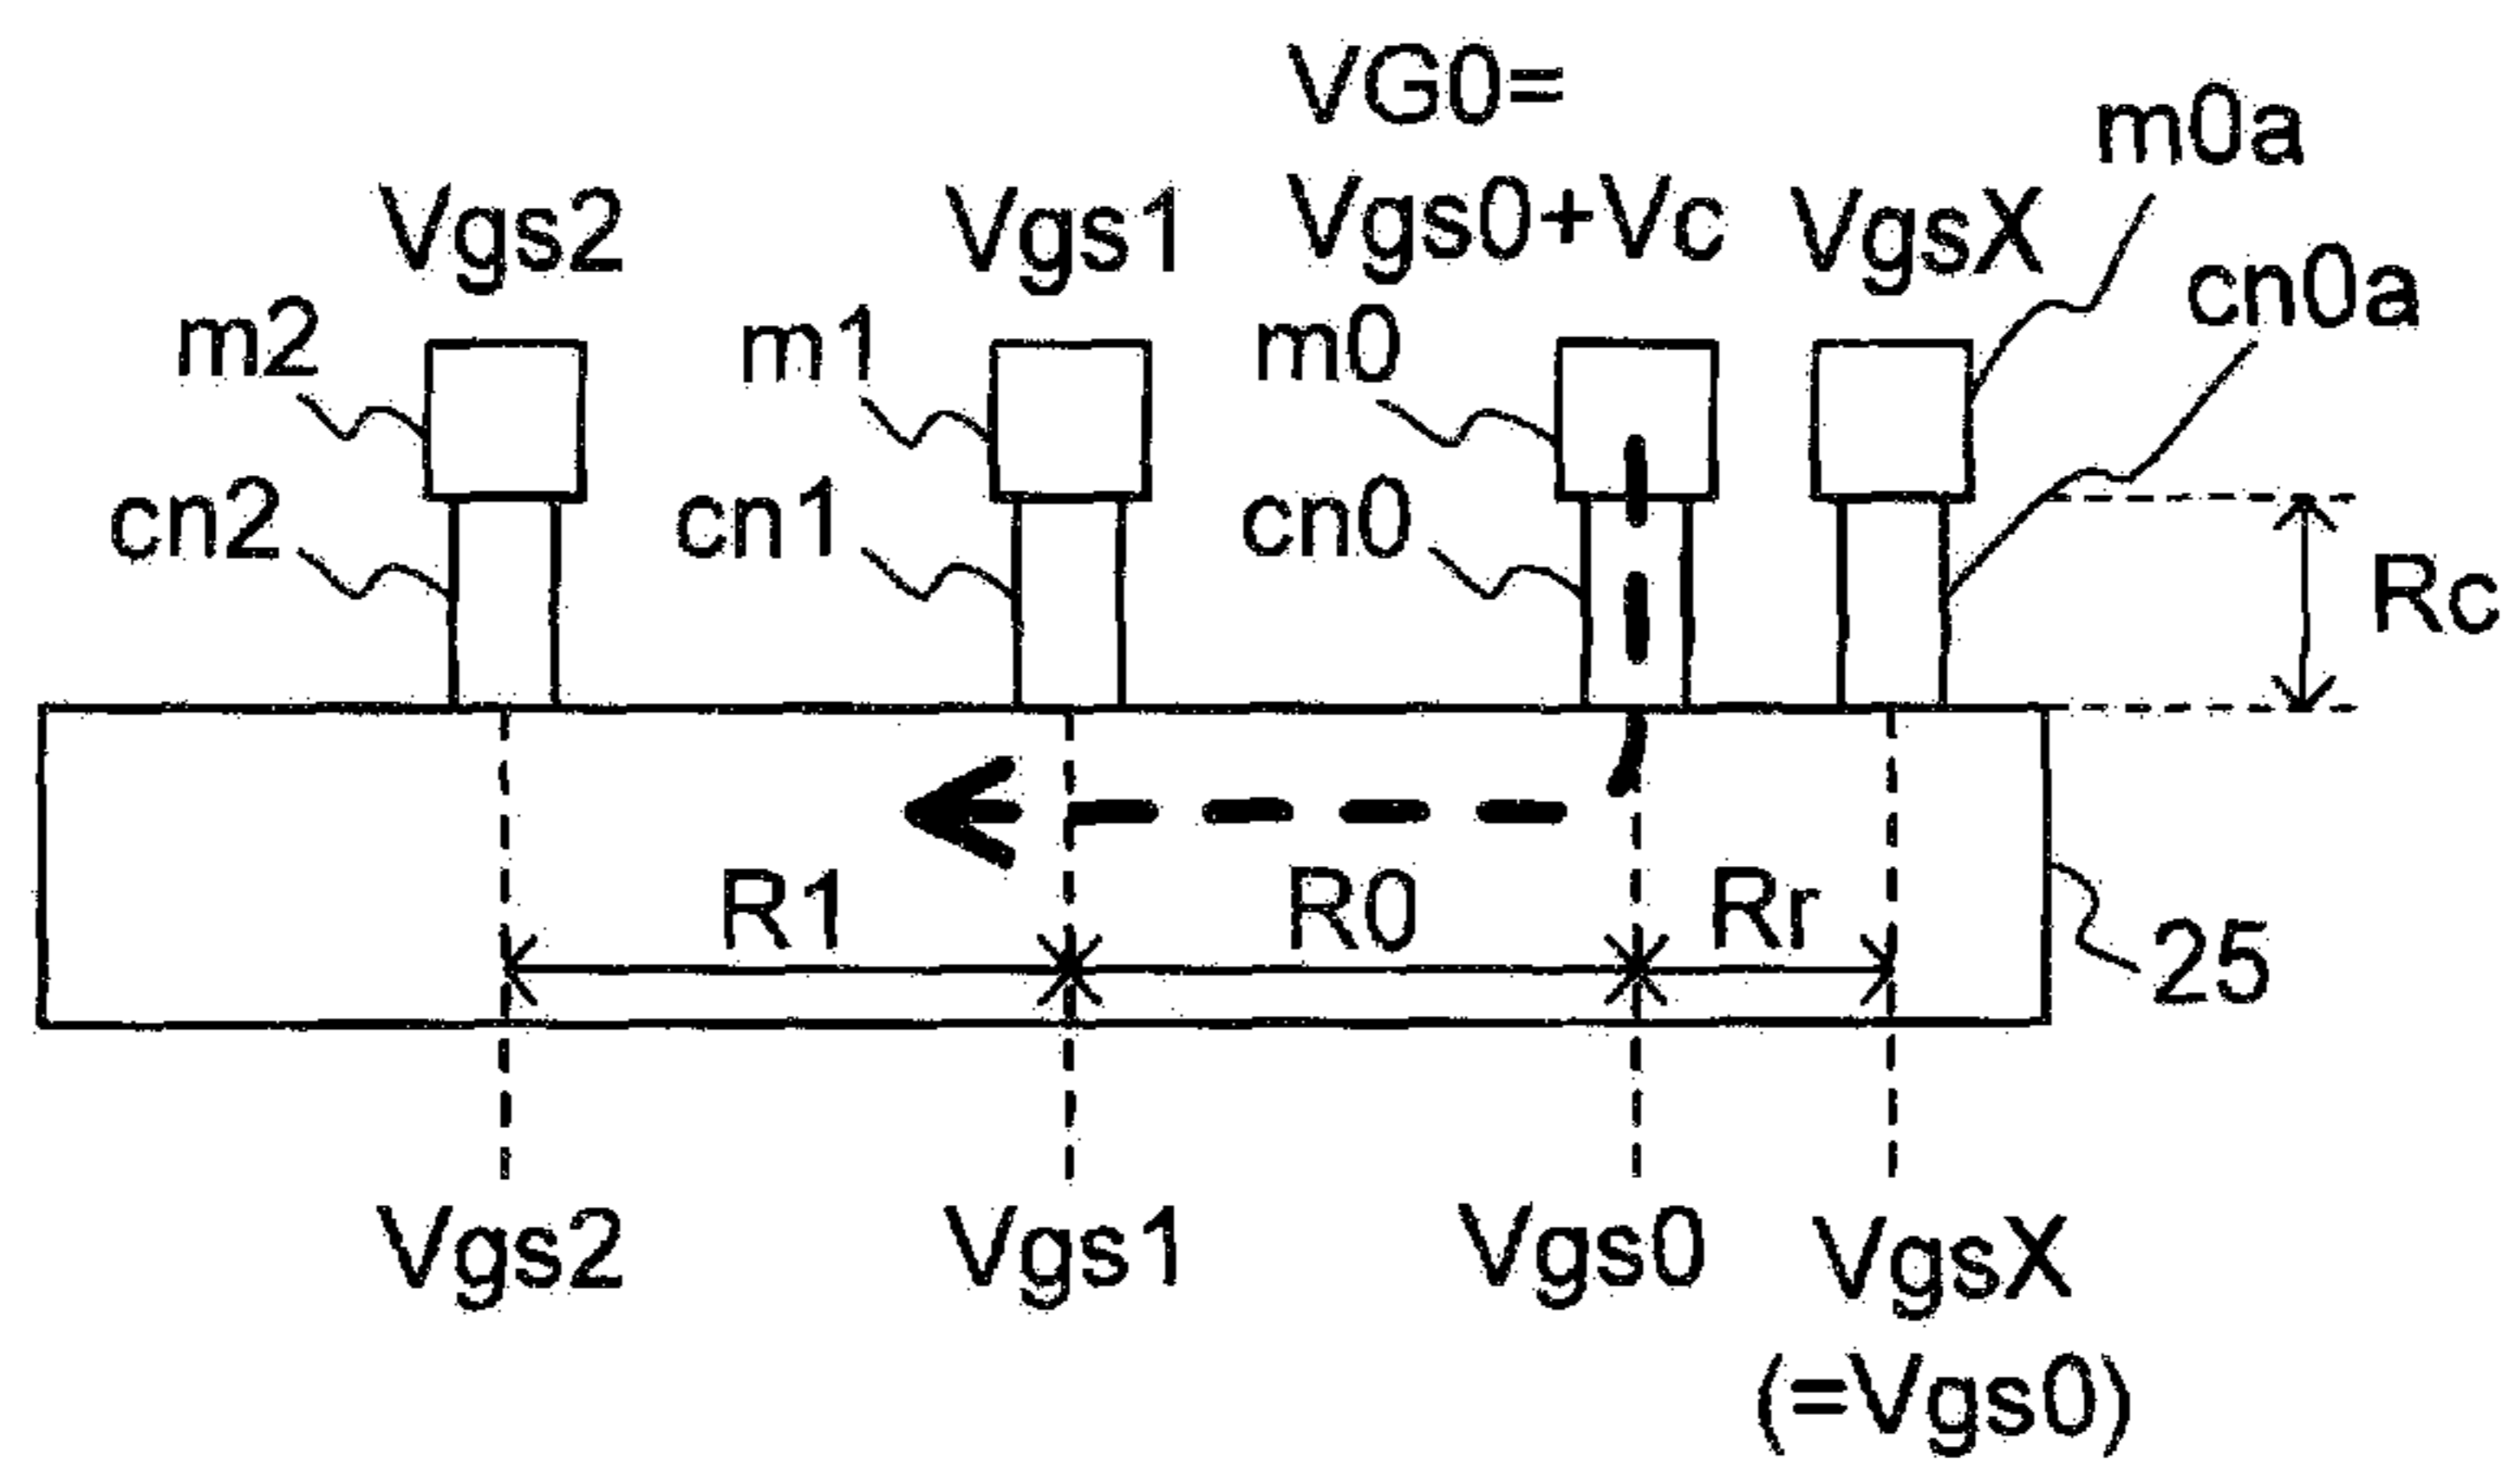 VG0=
m0a
Vgs2 Vgs1 Vgs0+Vc VgsX
cn0a
m2 m1 m0
cn2 cn1 cn0
Rc
R1 R0 Rr
25
Vgs2 Vgs1 Vgs0 VgsX
(=Vgs0)